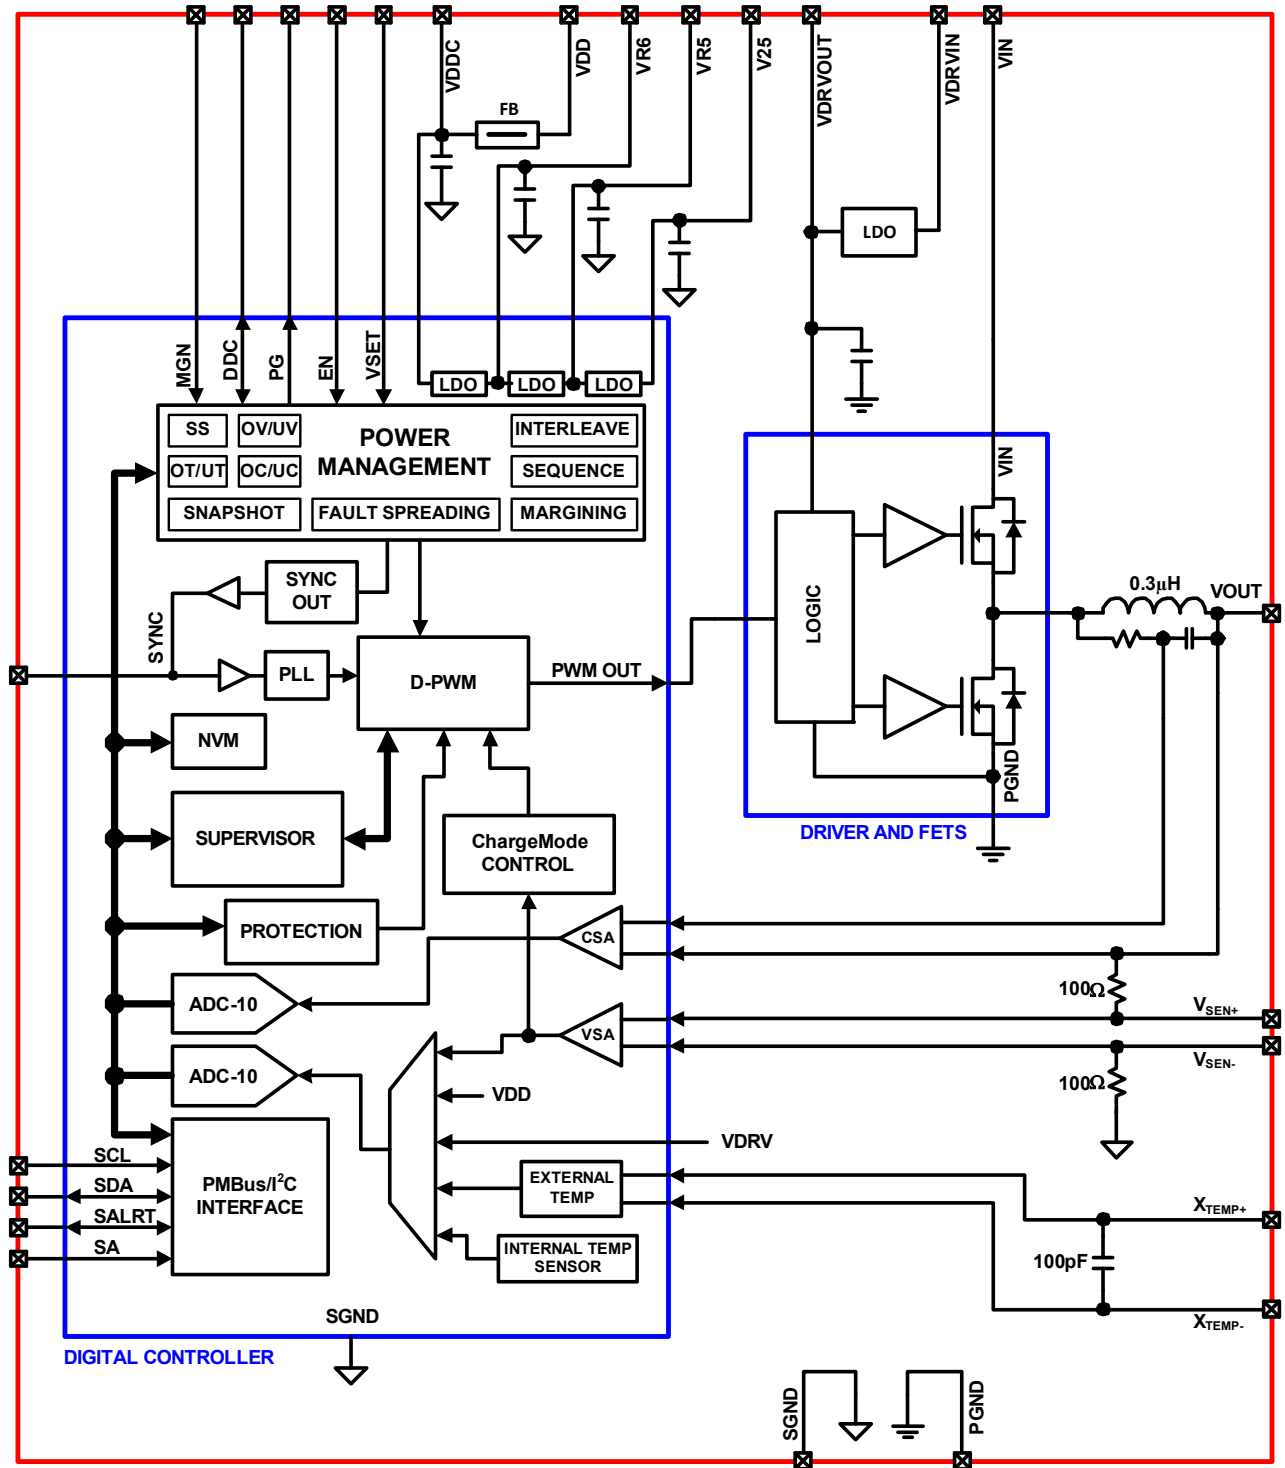 VDDC
VDD
VR6
VR5
V25
VDRVOUT
VDRVIN
VIN
FB
LDO
MGN
DDC
PG
EN
VSET
LDO
LDO
LDO
SS
OV/UV
POWER
MANAGEMENT
INTERLEAVE
OT/UT
OC/UC
SEQUENCE
SNAPSHOT
FAULT SPREADING
MARGINING
VIN
SYNC
OUT
SYNC
PLL
D-PWM
PWM OUT
LOGIC
0.3µH
VOUT
NVM
SUPERVISOR
ChargeMode
CONTROL
PGND
DRIVER AND FETS
PROTECTION
CSA
ADC-10
100Ω
VSEN+
VSA
VSEN-
ADC-10
VDD
100Ω
VDRV
SCL
SDA
SALRT
SA
PMBus/I²C
INTERFACE
EXTERNAL
TEMP
XTEMP+
INTERNAL TEMP
SENSOR
100pF
XTEMP-
SGND
DIGITAL CONTROLLER
SGND
PGND